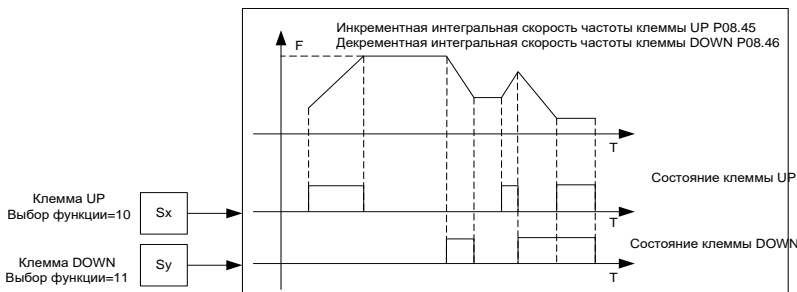 Инкрементная интегральная скорость частоты клеммы UP P08.45
Декрементная интегральная скорость частоты клеммы DOWN P08.46
F
T
Состояние клеммы UP
Клемма UP
Выбор функции=10
Sx
T
Состояние клеммы DOWN
Клемма DOWN
Выбор функции=11
Sy
T